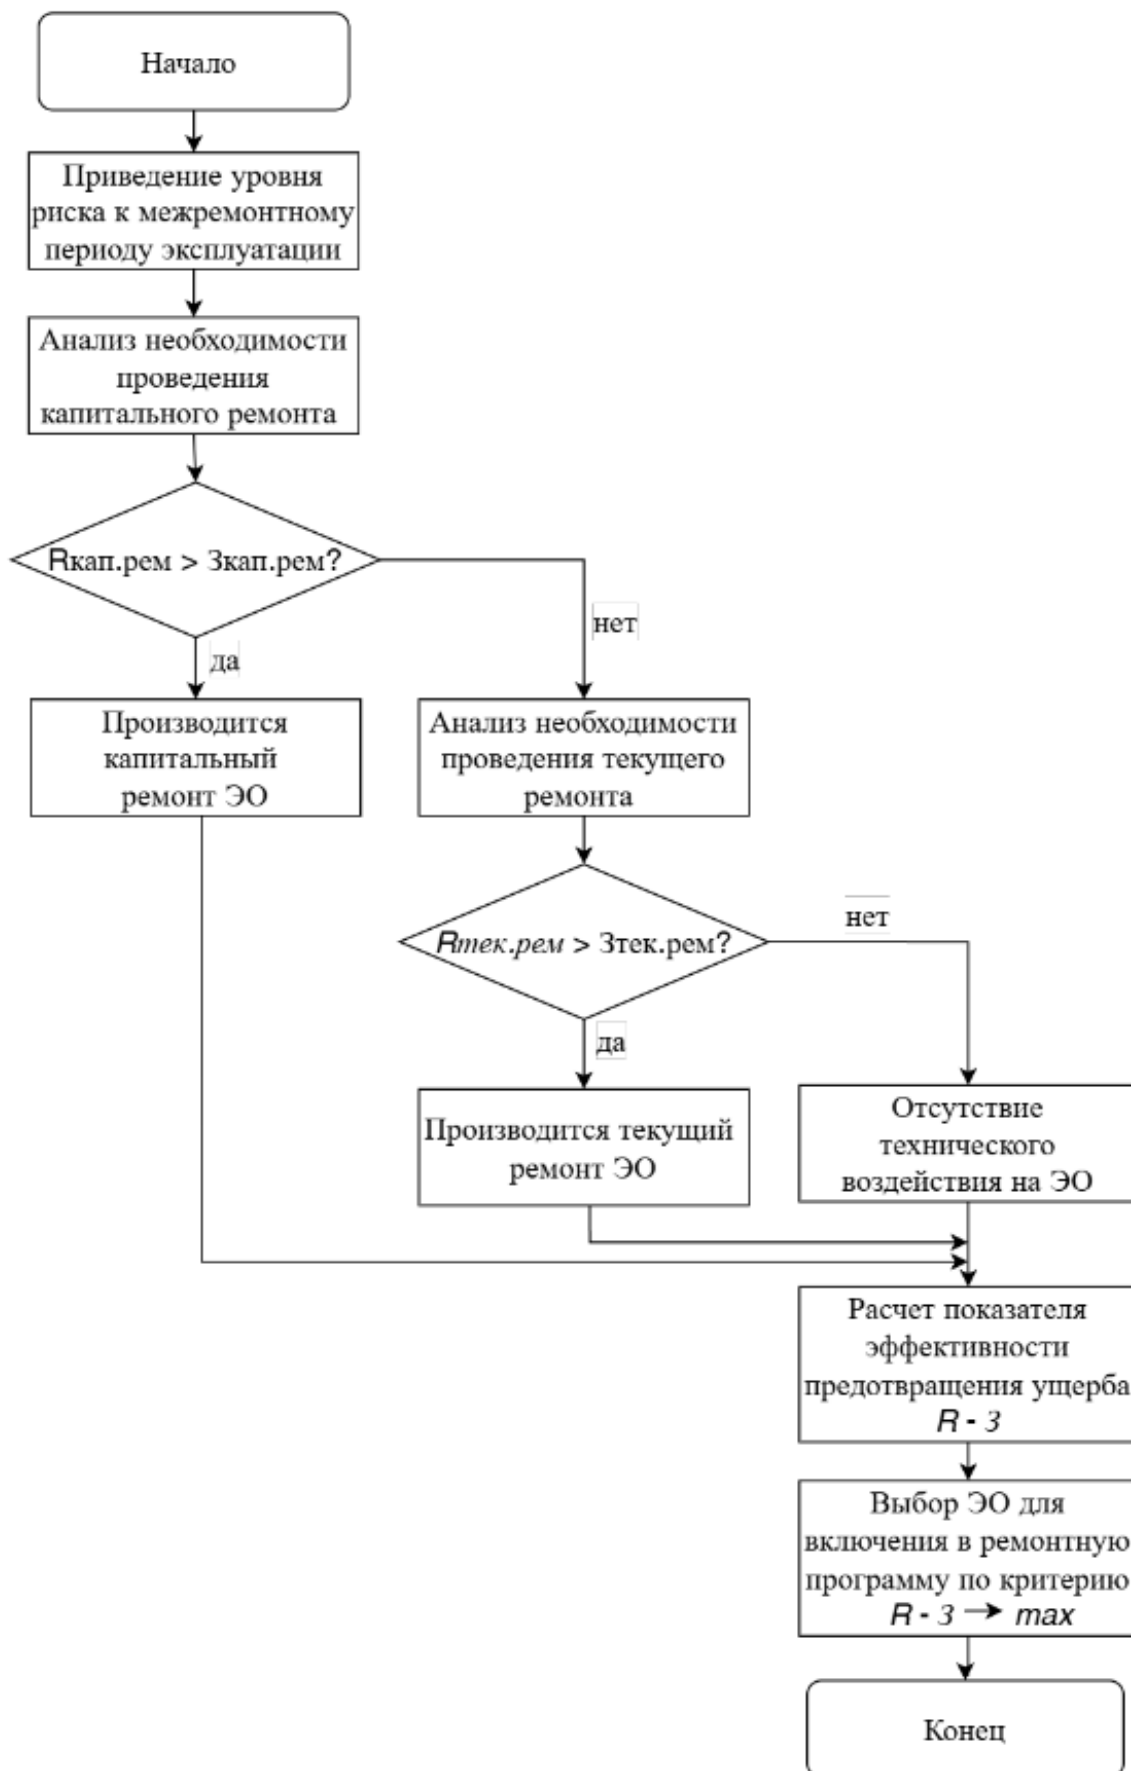 Начало
Приведение уровня
риска к межремонтному
периоду эксплуатации
Анализ необходимости
проведения
капитального ремонта
Rкап.рем > Зкап.рем?
нет
да
Производится
капитальный
ремонт ЭО
Анализ необходимости
проведения текущего
ремонта
Rтек.рем > Зтек.рем?
нет
да
Производится текущий
ремонт ЭО
Отсутствие
технического
воздействия на ЭО
Расчет показателя
эффективности
предотвращения ущерба
R - З
Выбор ЭО для
включения в ремонтную
программу по критерию
R - З → max
Конец